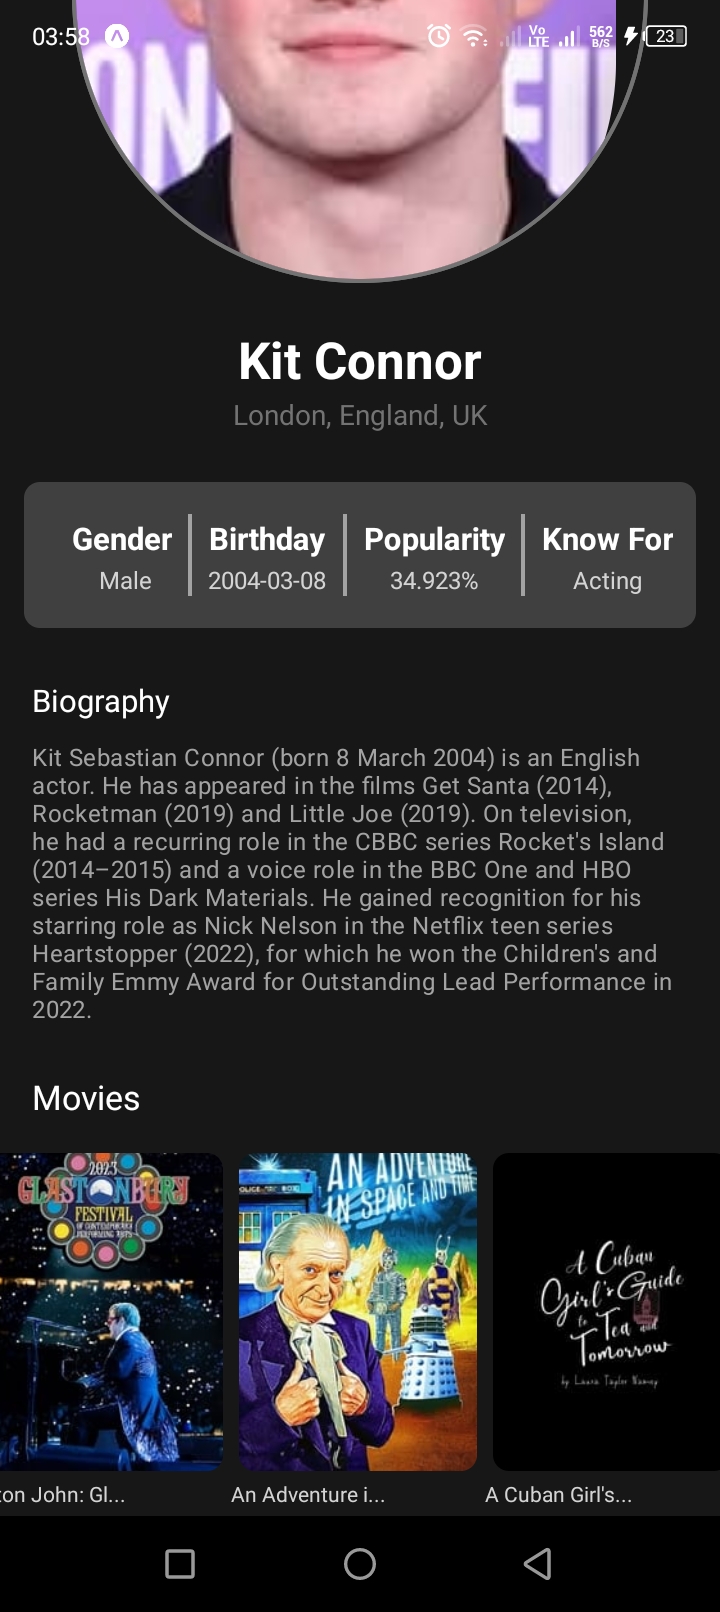 03:58
Vo
LTE
562
B/S
23
ON
FI
Kit Connor
London, England, UK
Gender
Male
Birthday
2004-03-08
Popularity
34.923%
Know For
Acting
Biography
Kit Sebastian Connor (born 8 March 2004) is an English
actor. He has appeared in the films Get Santa (2014),
Rocketman (2019) and Little Joe (2019). On television,
he had a recurring role in the CBBC series Rocket's Island
(2014–2015) and a voice role in the BBC One and HBO
series His Dark Materials. He gained recognition for his
starring role as Nick Nelson in the Netflix teen series
Heartstopper (2022), for which he won the Children's and
Family Emmy Award for Outstanding Lead Performance in
2022.
Movies
2023
GLASTONBURY
FESTIVAL
OF CONTEMPORARY
PERFORMING ARTS
ton John: Gl...
AN ADVENTURE
IN SPACE AND TIME
POLICE BOX
An Adventure i...
A Cuban
Girl's Guide
to Tea and
Tomorrow
by Laura Taylor Namey
A Cuban Girl's...